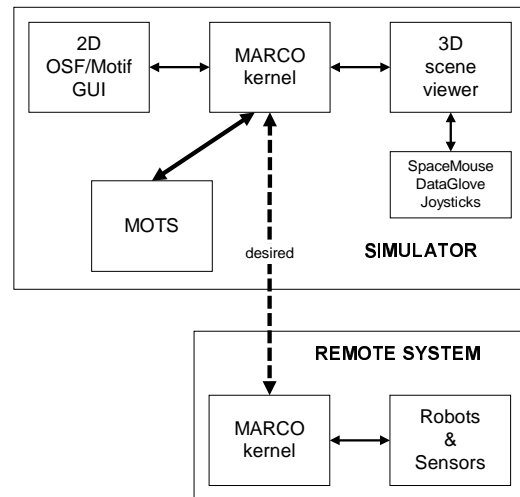 2D
OSF/Motif
GUI
MARCO
kernel
3D
scene
viewer
SpaceMouse
DataGlove
Joysticks
MOTS
desired
SIMULATOR
REMOTE SYSTEM
MARCO
kernel
Robots
&
Sensors